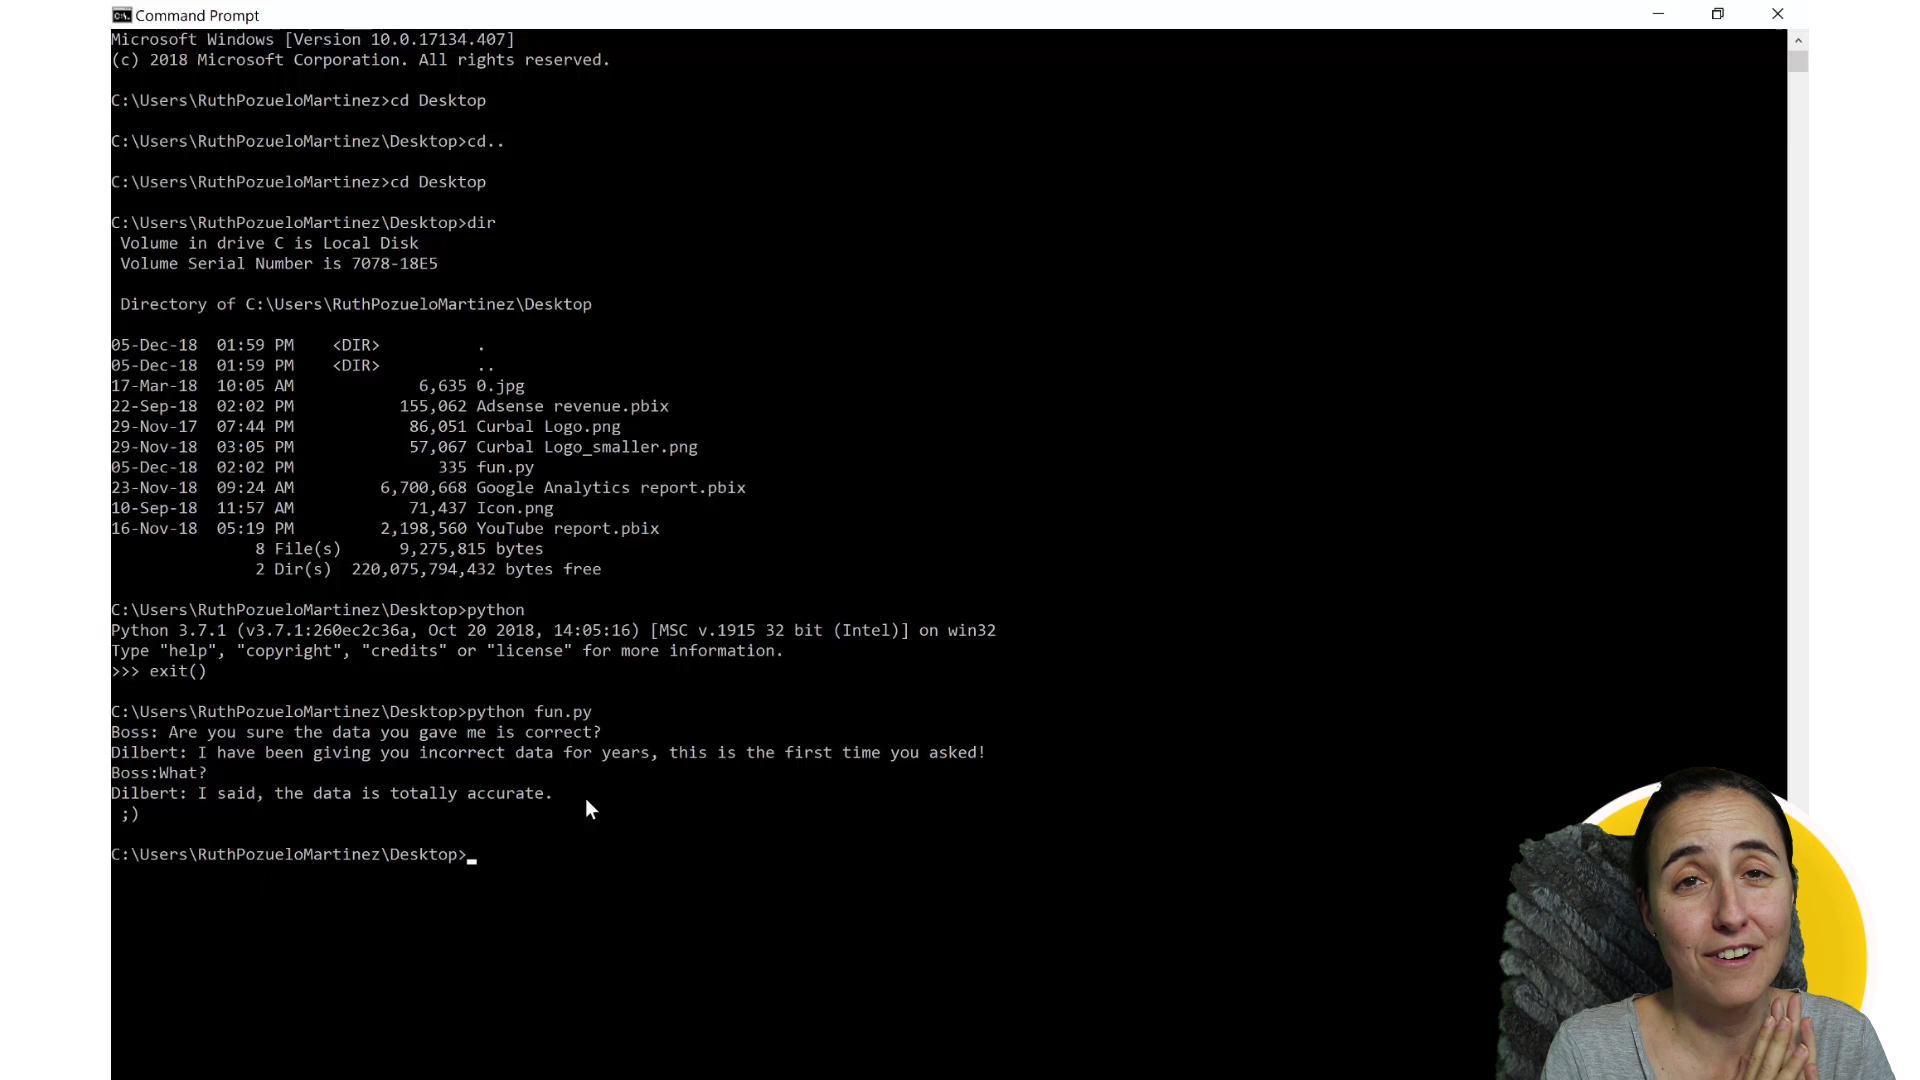 Command Prompt
Microsoft Windows [Version 10.0.17134.407]
(c) 2018 Microsoft Corporation. All rights reserved.
C:\Users\RuthPozueloMartinez>cd Desktop
C:\Users\RuthPozueloMartinez\Desktop>cd..
C:\Users\RuthPozueloMartinez>cd Desktop
C:\Users\RuthPozueloMartinez\Desktop>dir
Volume in drive C is Local Disk
Volume Serial Number is 7078-18E5
Directory of C:\Users\RuthPozueloMartinez\Desktop
05-Dec-18  01:59 PM    <DIR>          .
05-Dec-18  01:59 PM    <DIR>          ..
17-Mar-18  10:05 AM             6,635 0.jpg
22-Sep-18  02:02 PM           155,062 Adsense revenue.pbix
29-Nov-17  07:44 PM            86,051 Curbal Logo.png
29-Nov-18  03:05 PM            57,067 Curbal Logo_smaller.png
05-Dec-18  02:02 PM               335 fun.py
23-Nov-18  09:24 AM         6,700,668 Google Analytics report.pbix
10-Sep-18  11:57 AM            71,437 Icon.png
16-Nov-18  05:19 PM         2,198,560 YouTube report.pbix
8 File(s)      9,275,815 bytes
2 Dir(s)  220,075,794,432 bytes free
C:\Users\RuthPozueloMartinez\Desktop>python
Python 3.7.1 (v3.7.1:260ec2c36a, Oct 20 2018, 14:05:16) [MSC v.1915 32 bit (Intel)] on win32
Type "help", "copyright", "credits" or "license" for more information.
>>> exit()
C:\Users\RuthPozueloMartinez\Desktop>python fun.py
Boss: Are you sure the data you gave me is correct?
Dilbert: I have been giving you incorrect data for years, this is the first time you asked!
Boss:What?
Dilbert: I said, the data is totally accurate.
;)
C:\Users\RuthPozueloMartinez\Desktop>